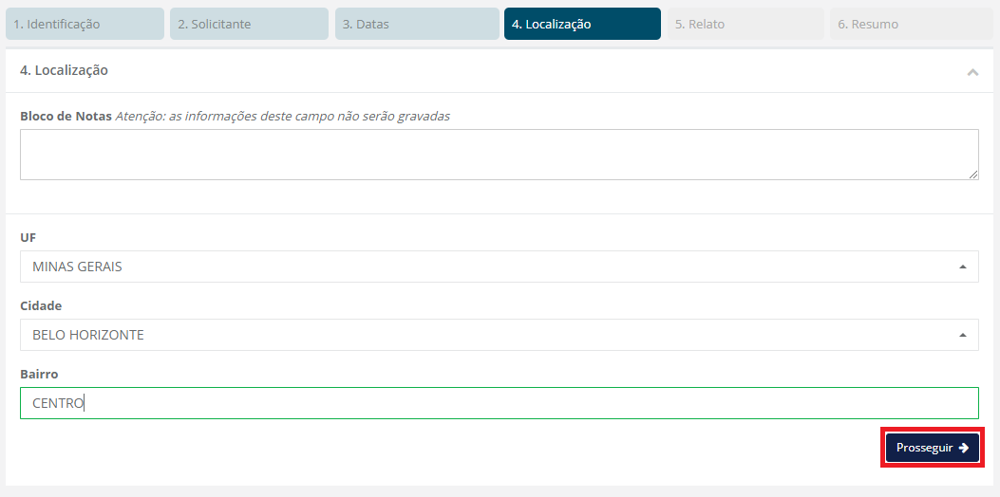 1. Identificação
2. Solicitante
3. Datas
4. Localização
5. Relato
6. Resumo
4. Localização
Bloco de Notas Atenção: as informações deste campo não serão gravadas
UF
MINAS GERAIS
Cidade
BELO HORIZONTE
Bairro
CENTRO
Prosseguir